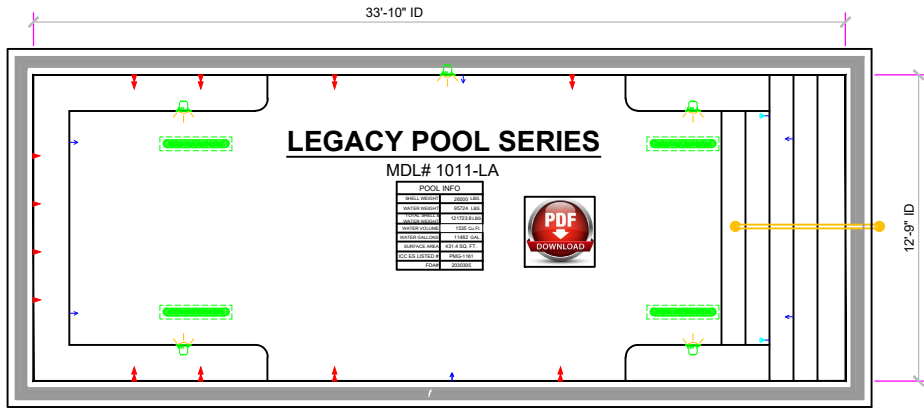 33'-10" ID
LEGACY POOL SERIES
MDL# 1011-LA
POOL INFO
SHELL WEIGHT 26000 LBS.
WATER WEIGHT 95724 LBS.
TOTAL SHELL & WATER WEIGHT 121723.8 LBS
WATER VOLUME 1535 Cu.Ft.
WATER GALLONS 11482 GAL.
SURFACE AREA 431.4 SQ. FT.
ICC ES LISTED # PMG-1161
FDA# 2030305
PDF
DOWNLOAD
12'-9" ID